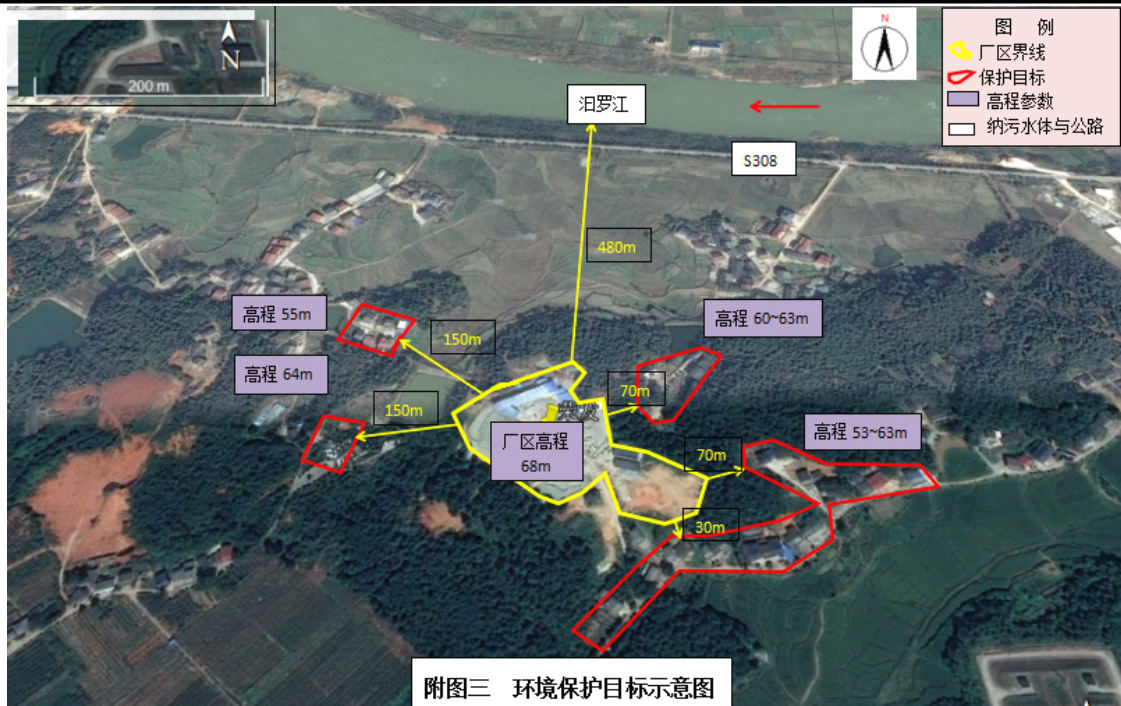 N
200 m
N
图 例
厂区界线
保护目标
高程参数
纳污水体与公路
汨罗江
S308
480m
高程 55m
150m
高程 60~63m
高程 64m
150m
70m
荣发
厂区高程
68m
高程 53~63m
70m
30m
附图三 环境保护目标示意图